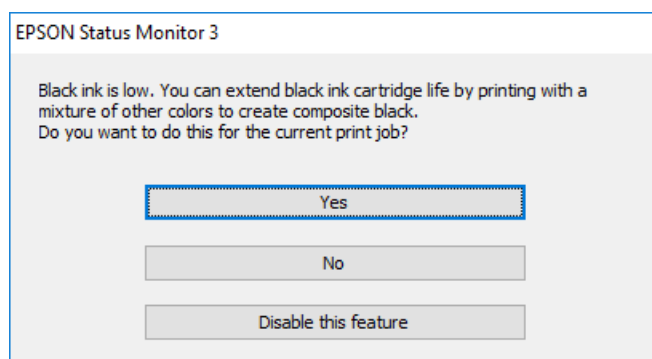 EPSON Status Monitor 3
Black ink is low. You can extend black ink cartridge life by printing with a
mixture of other colors to create composite black.
Do you want to do this for the current print job?
Yes
No
Disable this feature